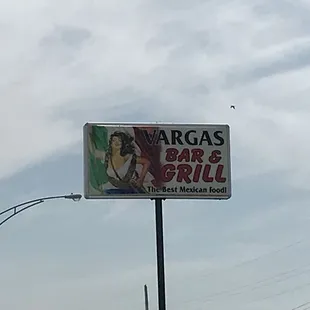 VARGAS
BAR &
GRILL
The Best Mexican Food!